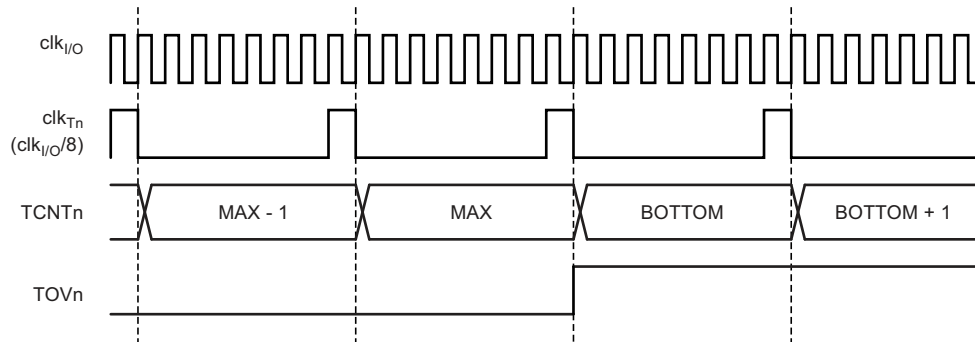 clkI/O
clkTn
(clkI/O/8)
TCNTn
MAX - 1
MAX
BOTTOM
BOTTOM + 1
TOVn